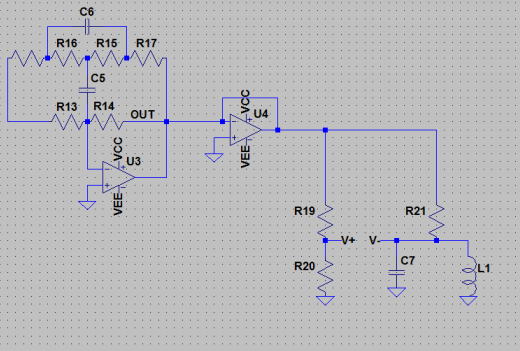 C6
R16
R15
R17
C5
R13
R14
OUT
VCC
U3
VEE
VCC
U4
VEE
R19
V+
V-
R21
R20
C7
L1